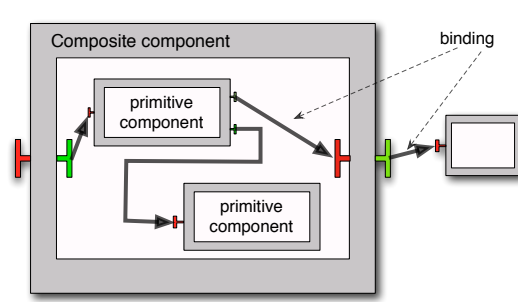 Composite component
binding
primitive
component
primitive
component